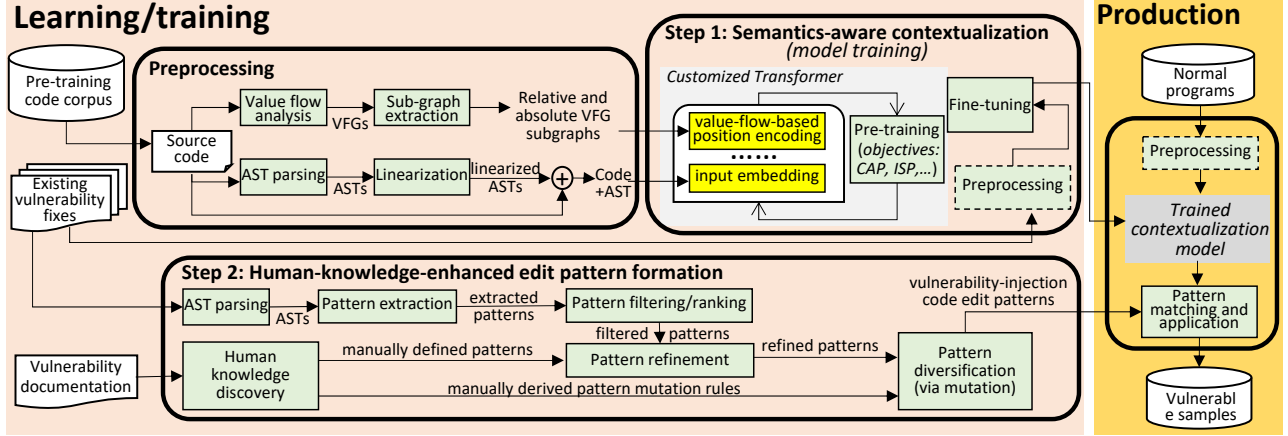 Learning/training
Production
Pre-training
code corpus
Existing
vulnerability
fixes
Vulnerability
documentation
Preprocessing
Source
code
Value flow
analysis
VFGs
Sub-graph
extraction
Relative and
absolute VFG
subgraphs
AST parsing
ASTs
Linearization
linearized
ASTs
+
Code
+AST
Step 1: Semantics-aware contextualization
(model training)
Customized Transformer
value-flow-based
position encoding
......
input embedding
Pre-training
(objectives:
CAP, ISP,...)
Fine-tuning
Preprocessing
Step 2: Human-knowledge-enhanced edit pattern formation
AST parsing
ASTs
Pattern extraction
extracted
patterns
Pattern filtering/ranking
filtered patterns
Human
knowledge
discovery
manually defined patterns
Pattern refinement
refined patterns
manually derived pattern mutation rules
Pattern
diversification
(via mutation)
vulnerability-injection
code edit patterns
Normal
programs
Preprocessing
Trained
contextualization
model
Pattern
matching and
application
Vulnerabl
e samples